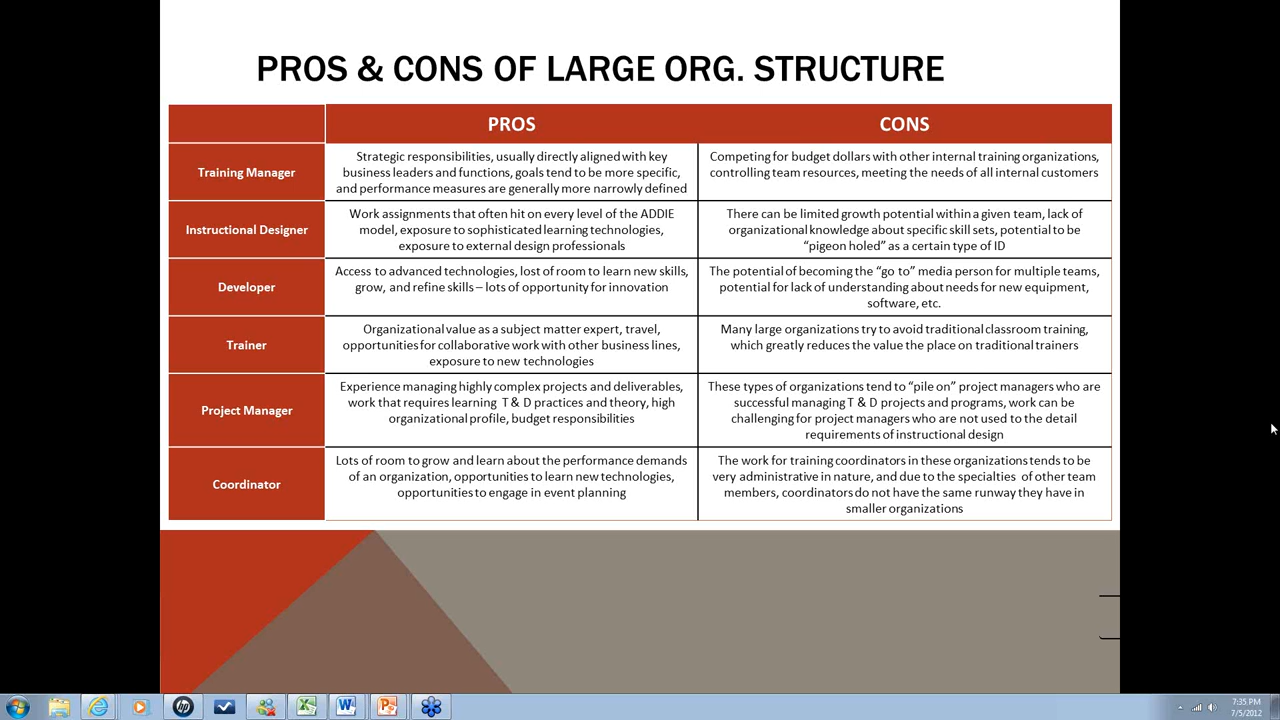 PROS & CONS OF LARGE ORG. STRUCTURE
PROS
CONS
Training Manager
Strategic responsibilities, usually directly aligned with key
business leaders and functions, goals tend to be more specific,
and performance measures are generally more narrowly defined
Competing for budget dollars with other internal training organizations,
controlling team resources, meeting the needs of all internal customers
Instructional Designer
Work assignments that often hit on every level of the ADDIE
model, exposure to sophisticated learning technologies,
exposure to external design professionals
There can be limited growth potential within a given team, lack of
organizational knowledge about specific skill sets, potential to be
“pigeon holed” as a certain type of ID
Developer
Access to advanced technologies, lost of room to learn new skills,
grow, and refine skills – lots of opportunity for innovation
The potential of becoming the “go to” media person for multiple teams,
potential for lack of understanding about needs for new equipment,
software, etc.
Trainer
Organizational value as a subject matter expert, travel,
opportunities for collaborative work with other business lines,
exposure to new technologies
Many large organizations try to avoid traditional classroom training,
which greatly reduces the value the place on traditional trainers
Project Manager
Experience managing highly complex projects and deliverables,
work that requires learning T & D practices and theory, high
organizational profile, budget responsibilities
These types of organizations tend to “pile on” project managers who are
successful managing T & D projects and programs, work can be
challenging for project managers who are not used to the detail
requirements of instructional design
Coordinator
Lots of room to grow and learn about the performance demands
of an organization, opportunities to learn new technologies,
opportunities to engage in event planning
The work for training coordinators in these organizations tends to be
very administrative in nature, and due to the specialties of other team
members, coordinators do not have the same runway they have in
smaller organizations
hp
7:35 PM
7/5/2012